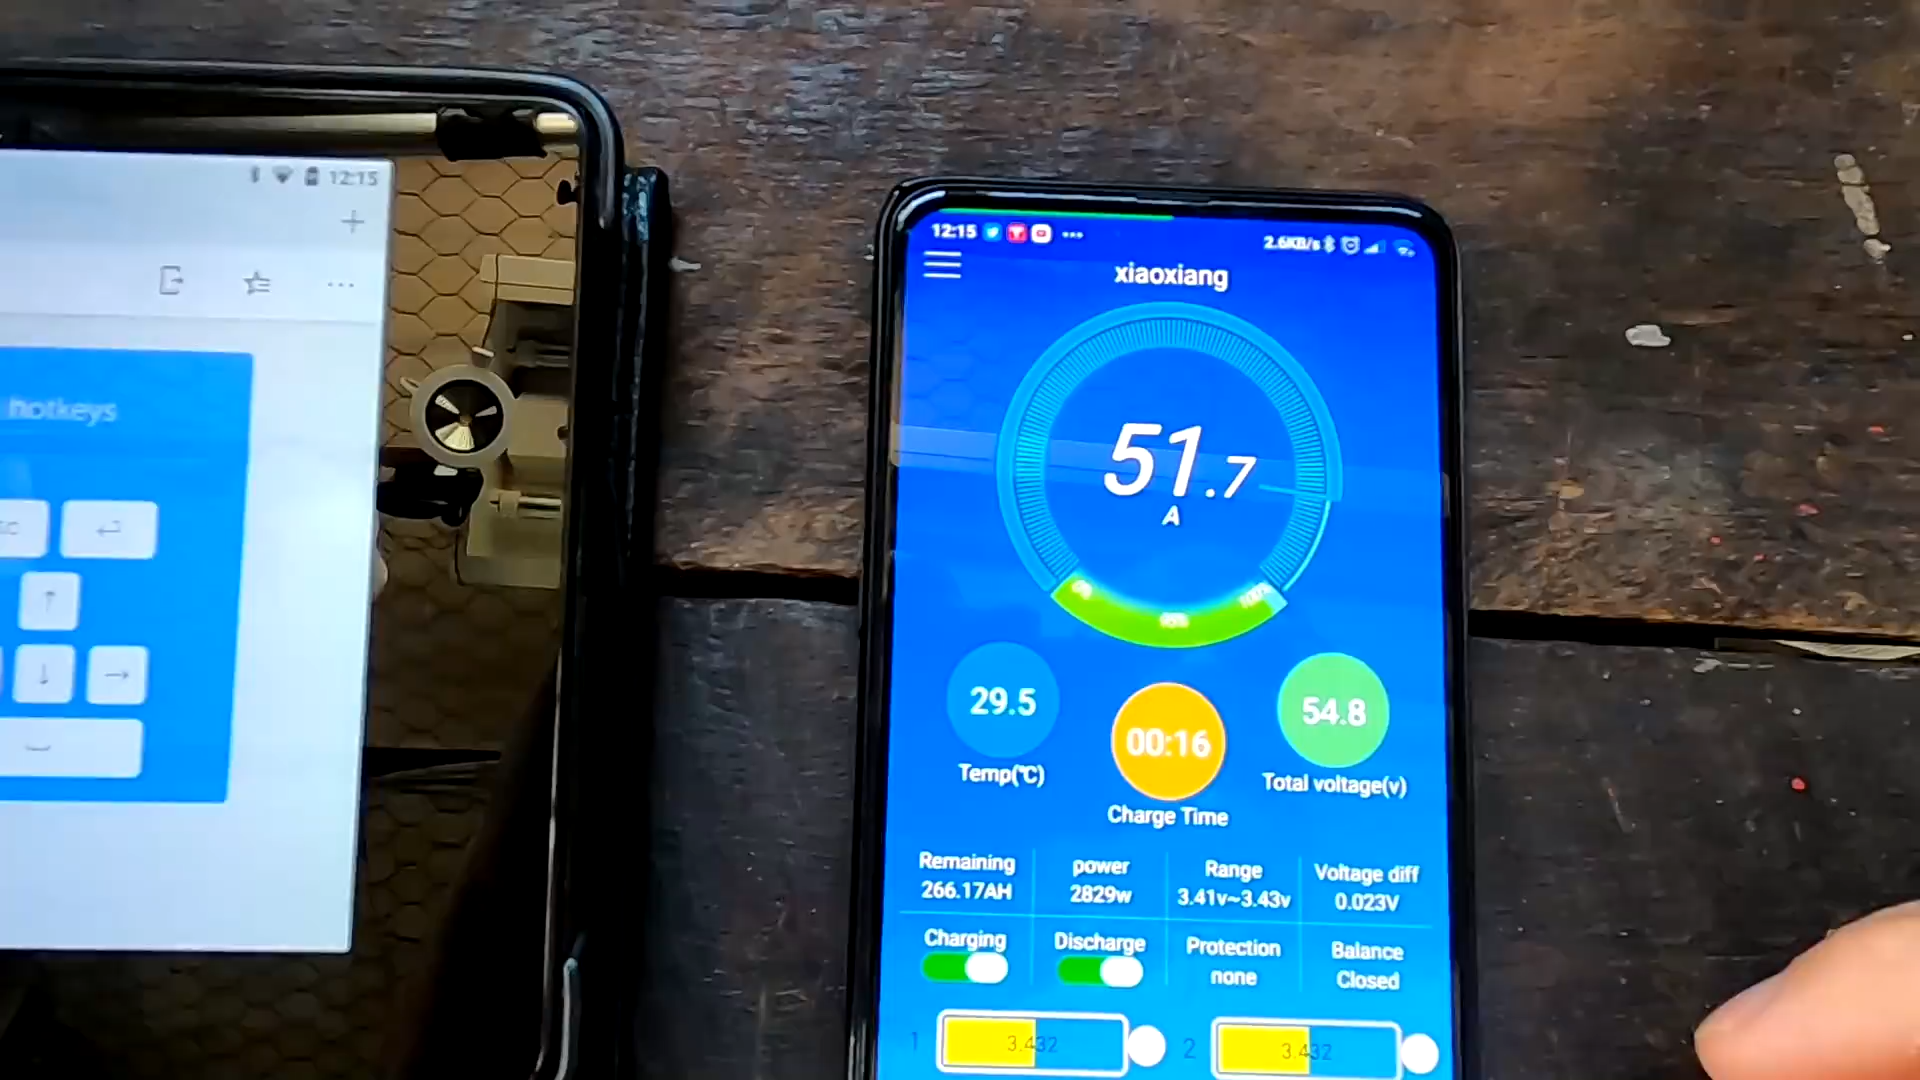 12:15
hotkeys
12:15
2.6KB/s
xiaoxiang
51.7
A
29.5
Temp(℃)
00:16
Charge Time
54.8
Total voltage(v)
Remaining
266.17AH
power
2829w
Range
3.41v~3.43v
Voltage diff
0.023V
Charging
Discharge
Protection
none
Balance
Closed
1
3.432
2
3.432